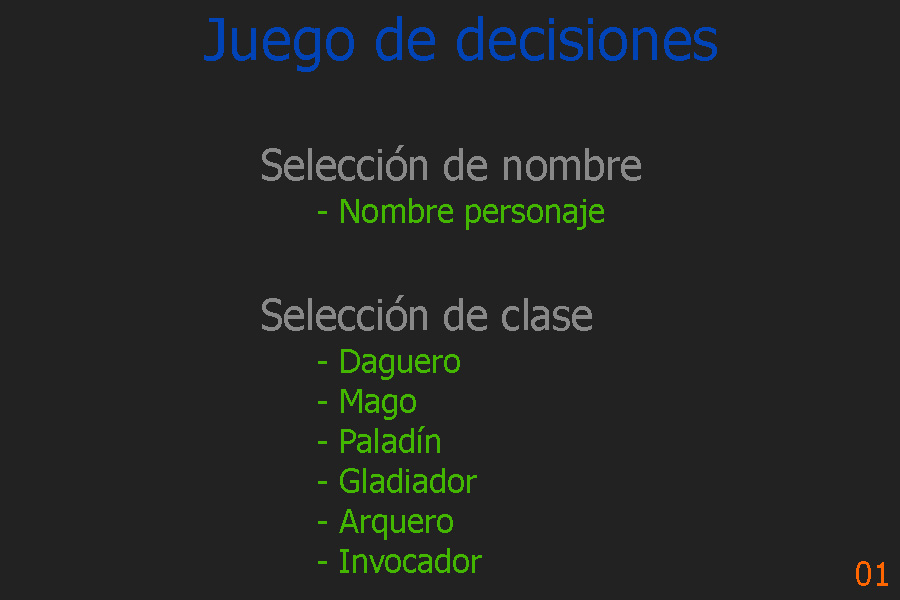 Juego de decisiones
Selección de nombre
- Nombre personaje
Selección de clase
- Daguero
- Mago
- Paladín
- Gladiador
- Arquero
- Invocador
01